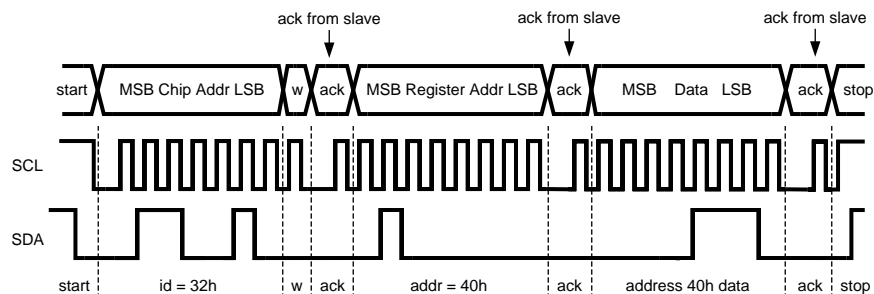 ack from slave ack from slave ack from slave
start MSB Chip Addr LSB w ack MSB Register Addr LSB ack MSB Data LSB ack stop
SCL
SDA
start id = 32h w ack addr = 40h ack address 40h data ack stop